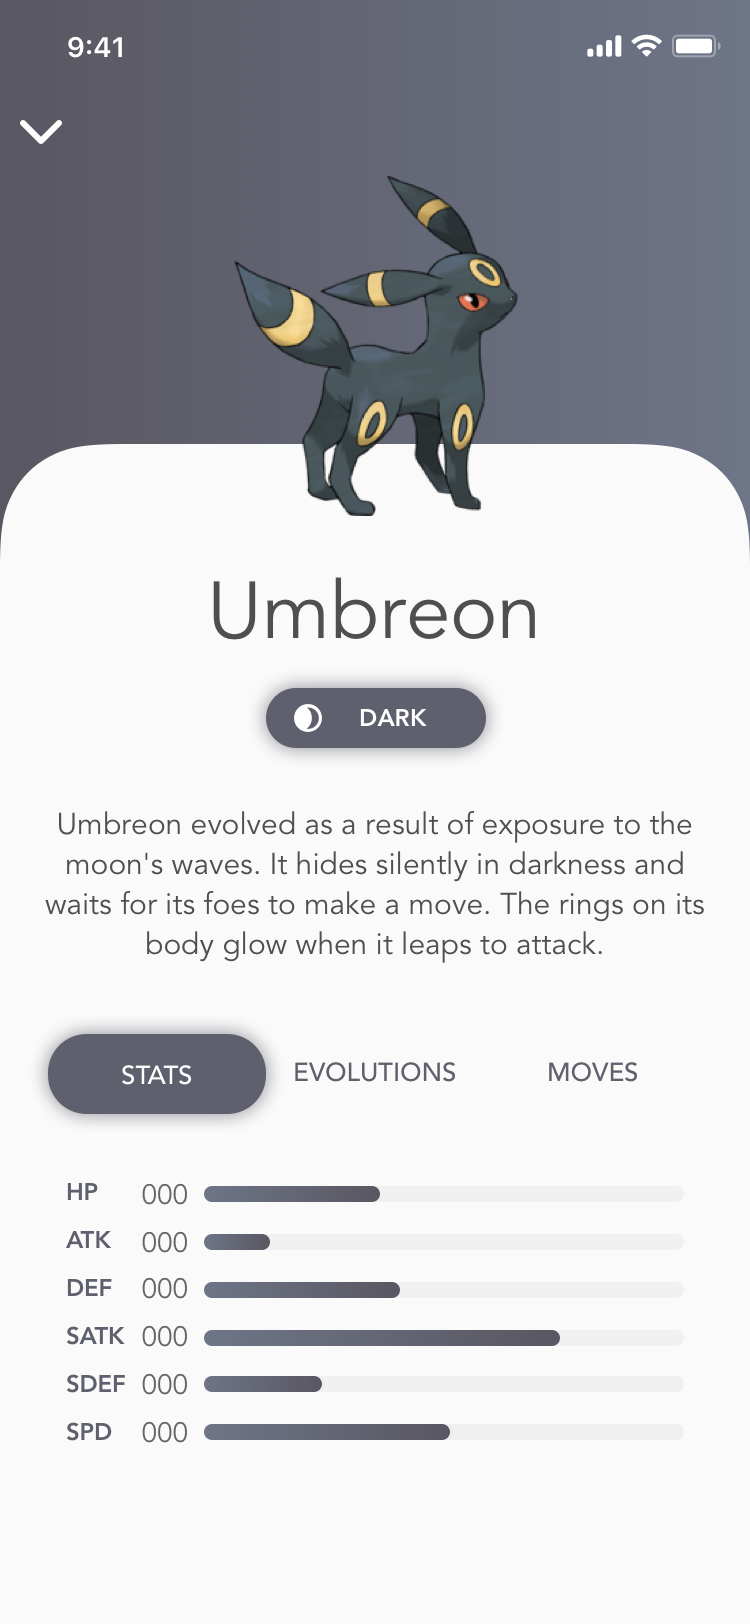 9:41
Umbreon
DARK
Umbreon evolved as a result of exposure to the
moon's waves. It hides silently in darkness and
waits for its foes to make a move. The rings on its
body glow when it leaps to attack.
STATS EVOLUTIONS MOVES
HP 000
ATK 000
DEF 000
SATK 000
SDEF 000
SPD 000